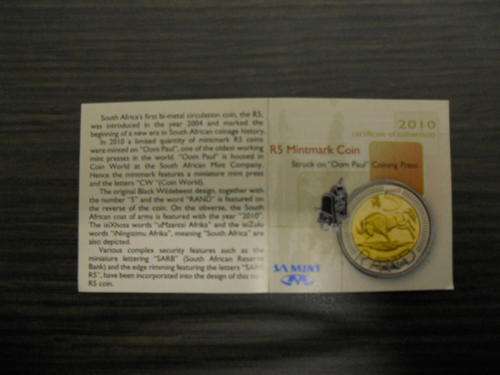 South Africa's first bi-metal circulation coin, the R5,
was introduced in the year 2004 and marked the
beginning of a new era in South African coinage history.
In 2010 a limited quantity of mintmark R5 coins
were minted on "Oom Paul", one of the oldest working
mint presses in the world. "Oom Paul" is housed in
Coin World at the South African Mint Company.
Hence the mintmark features a miniature mint press
and the letters "CW "(Coin World).
The original Black Wildebeest design, together with
the number "5" and the word "RAND" is featured on
the reverse of the coin. On the obverse, the South
African coat of arms is featured with the year "2010".
The isiXhosa words "uMzantsi Afrika" and the isiZulu
words "iNingizimu Afrika", meaning "South Africa" are
also depicted.
Various complex security features such as the
miniature lettering "SARB" (South African Reserve
Bank) and the edge rimming featuring the letters "SARB
R5", have been incorporated into the design of this
R5 coin.
2010
certificate of authenticity
R5 Mintmark Coin
Struck on "Oom Paul" Coining Press
SA MINT